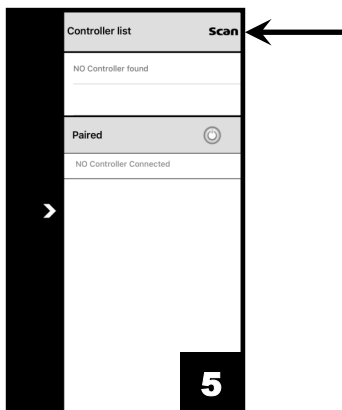 Controller list Scan
NO Controller found
Paired
NO Controller Connected
5